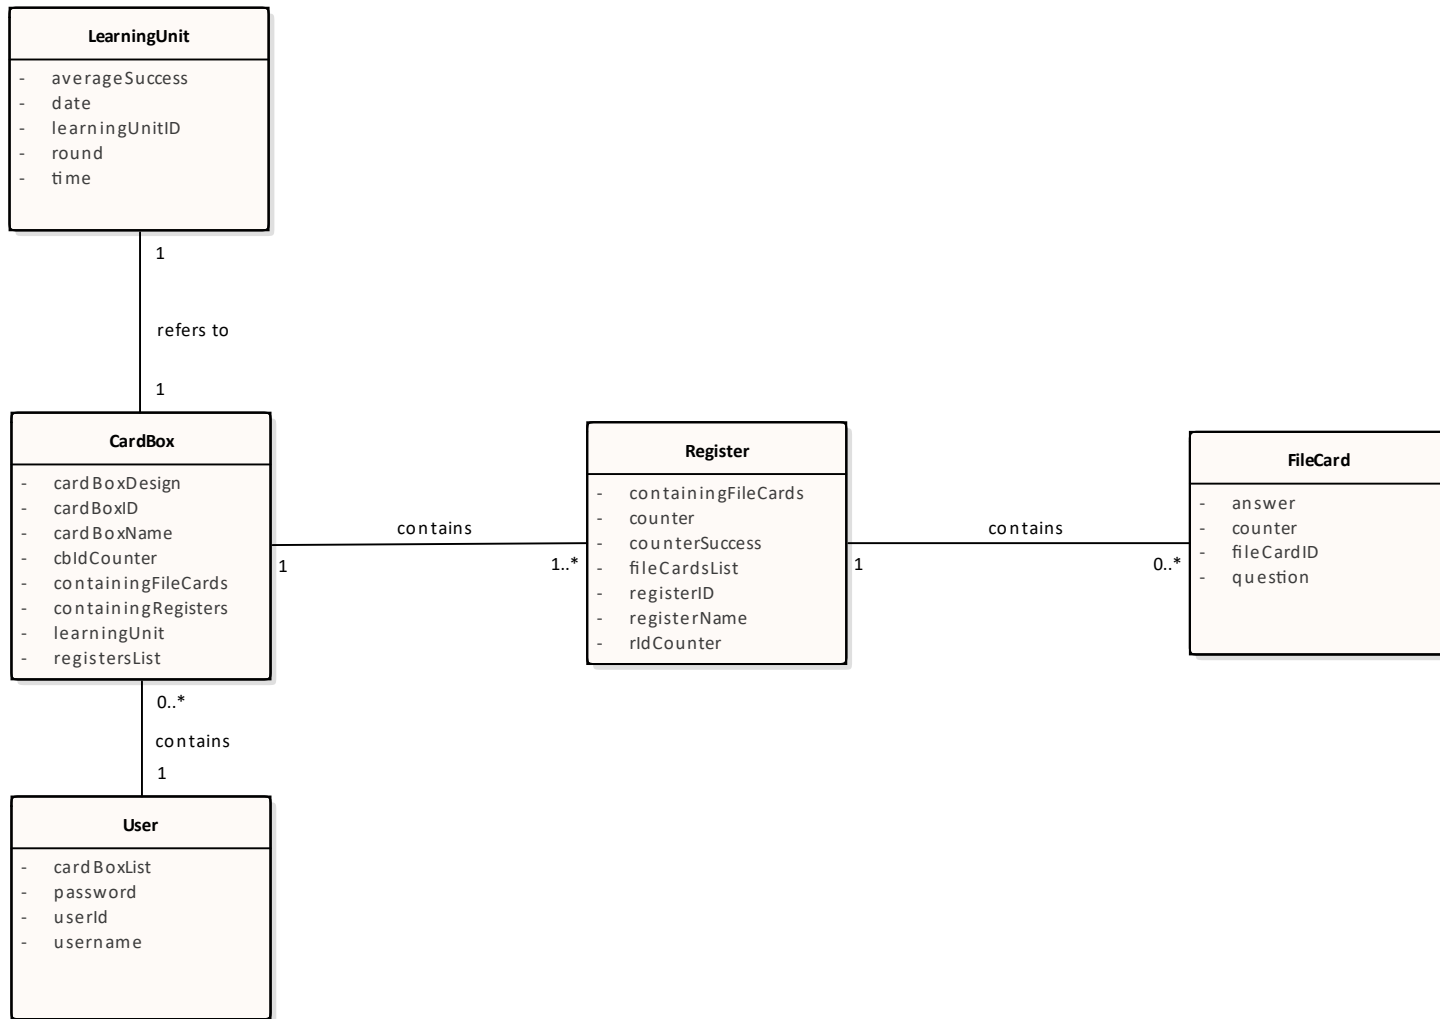 LearningUnit
- averageSuccess
- date
- learningUnitID
- round
- time
1
refers to
1
CardBox
- cardBoxDesign
- cardBoxID
- cardBoxName
- cbIdCounter
- containingFileCards
- containingRegisters
- learningUnit
- registersList
contains
1
1..*
Register
- containingFileCards
- counter
- counterSuccess
- fileCardsList
- registerID
- registerName
- rIdCounter
contains
1
0..*
FileCard
- answer
- counter
- fileCardID
- question
0..*
contains
1
User
- cardBoxList
- password
- userId
- username